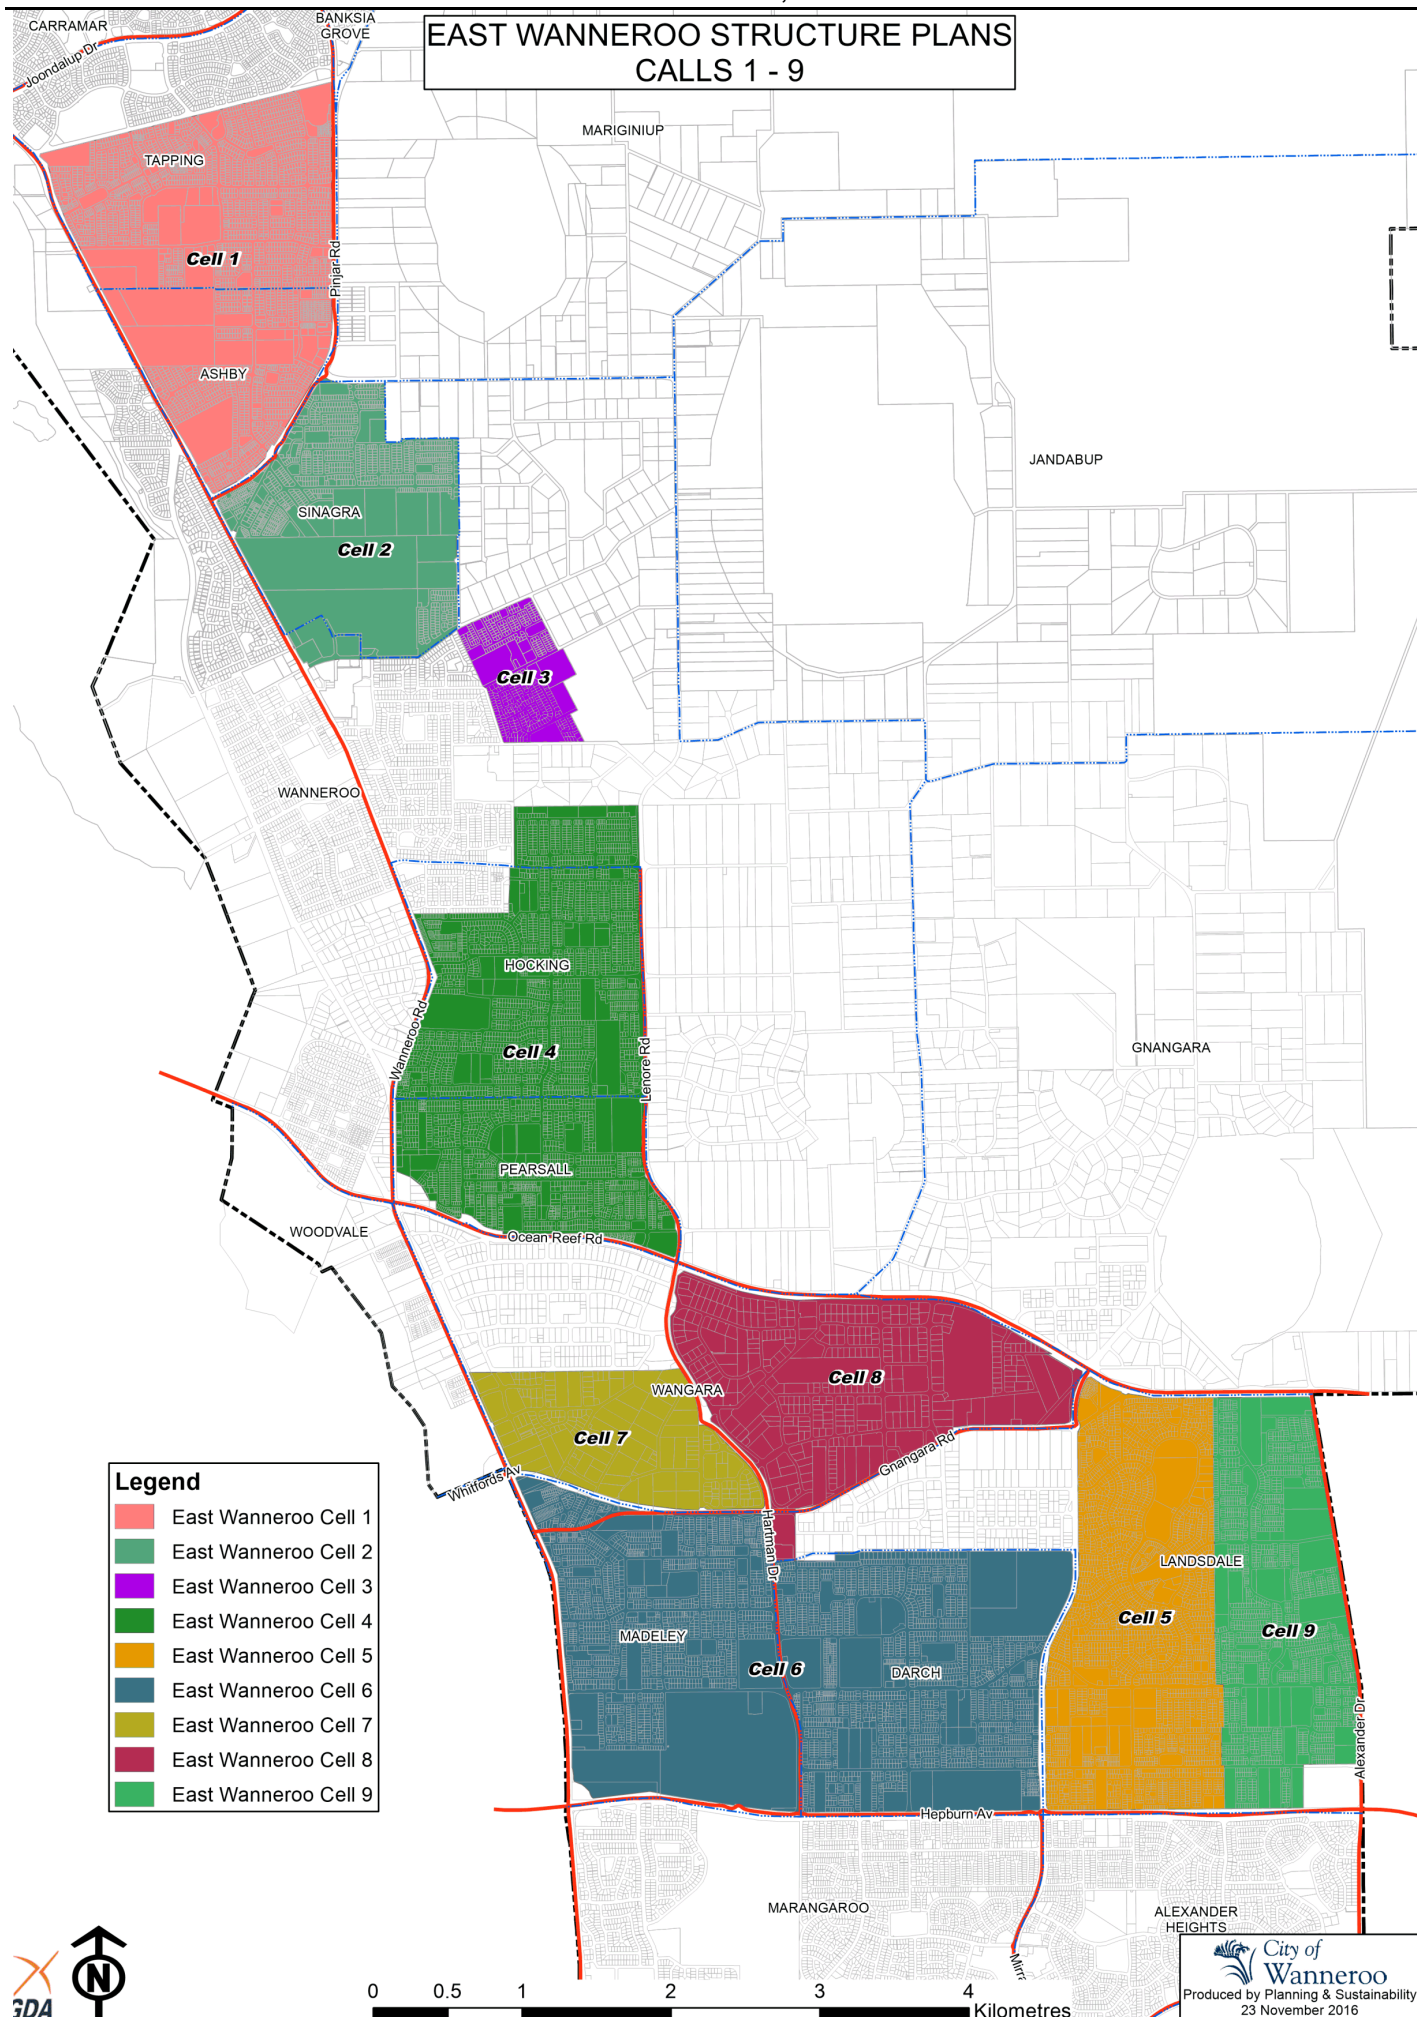 EAST WANNEROO STRUCTURE PLANS
CALLS 1 - 9
CARRAMAR
BANKSIA
GROVE
Joondalup Dr
MARIGINIUP
TAPPING
Cell 1
Pinjar Rd
ASHBY
JANDABUP
SINAGRA
Cell 2
Cell 3
WANNEROO
HOCKING
Wanneroo Rd
Cell 4
Lenore Rd
GNANGARA
PEARSALL
WOODVALE
Ocean Reef Rd
Cell 8
WANGARA
Cell 7
Gnangara Rd
Whitfords Av
Hartman Dr
LANDSDALE
Cell 5
Cell 9
MADELEY
Cell 6
DARCH
Alexander Dr
Hepburn Av
MARANGAROO
ALEXANDER
HEIGHTS
Legend
East Wanneroo Cell 1
East Wanneroo Cell 2
East Wanneroo Cell 3
East Wanneroo Cell 4
East Wanneroo Cell 5
East Wanneroo Cell 6
East Wanneroo Cell 7
East Wanneroo Cell 8
East Wanneroo Cell 9
GDA
N
0 0.5 1 2 3 4
Kilometres
City of
Wanneroo
Produced by Planning & Sustainability
23 November 2016